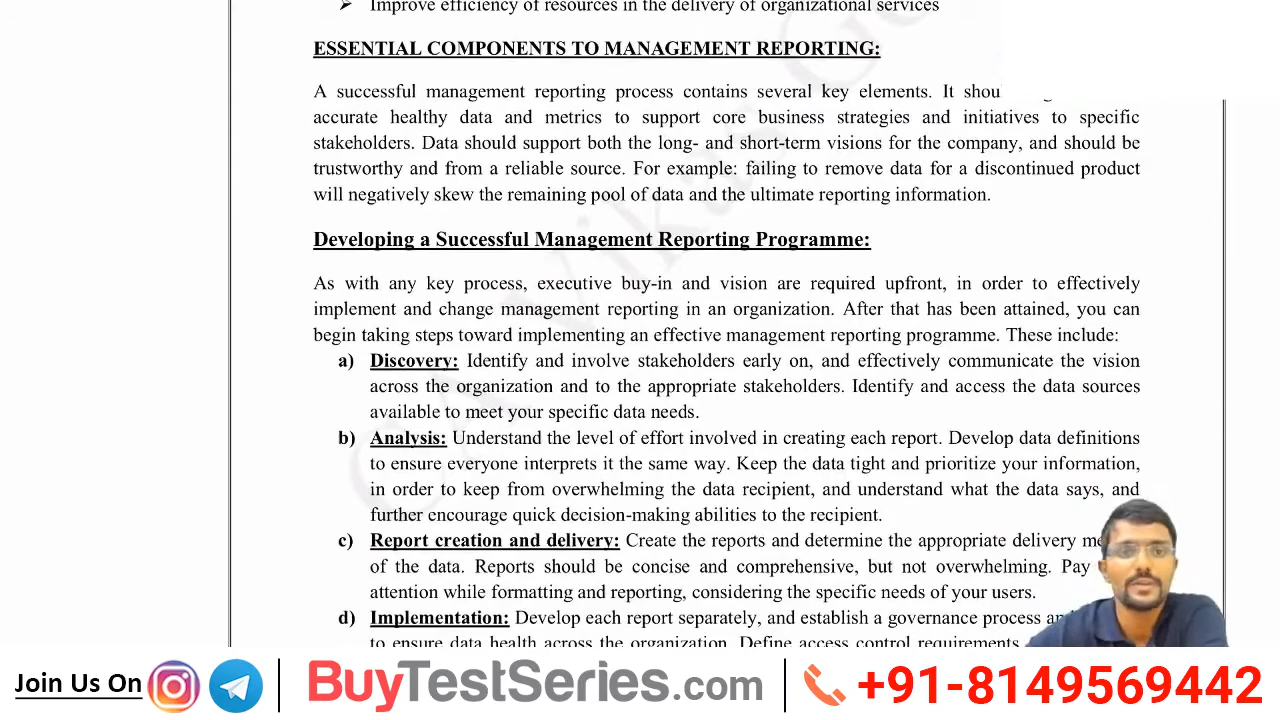 Improve efficiency of resources in the delivery of organizational services
ESSENTIAL COMPONENTS TO MANAGEMENT REPORTING:
A successful management reporting process contains several key elements. It
accurate healthy data and metrics to support core business strategies and initiatives to specific
stakeholders. Data should support both the long- and short-term visions for the company, and should be
trustworthy and from a reliable source. For example: failing to remove data for a discontinued product
will negatively skew the remaining pool of data and the ultimate reporting information.
Developing a Successful Management Reporting Programme:
As with any key process, executive buy-in and vision are required upfront, in order to effectively
implement and change management reporting in an organization. After that has been attained, you can
begin taking steps toward implementing an effective management reporting programme. These include:
a) Discovery: Identify and involve stakeholders early on, and effectively communicate the vision
across the organization and to the appropriate stakeholders. Identify and access the data sources
available to meet your specific data needs.
b) Analysis: Understand the level of effort involved in creating each report. Develop data definitions
to ensure everyone interprets it the same way. Keep the data tight and prioritize your information,
in order to keep from overwhelming the data recipient, and understand what the data says, and
further encourage quick decision-making abilities to the recipient.
c) Report creation and delivery: Create the reports and determine the appropriate delivery
of the data. Reports should be concise and comprehensive, but not overwhelming. Pay
attention while formatting and reporting, considering the specific needs of your users.
d) Implementation: Develop each report separately, and establish a governance process
to ensure data health across the organization. Define access control requirements
Join Us On
BuyTestSeries.com
+91-8149569442